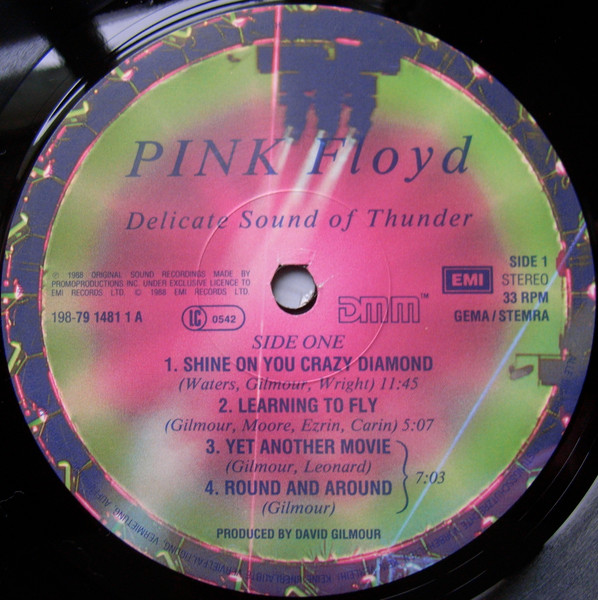 PINK Floyd
Delicate Sound of Thunder
℗ 1988 ORIGINAL SOUND RECORDINGS MADE BY
PROMOPRODUCTIONS INC. UNDER EXCLUSIVE LICENCE TO
EMI RECORDS LTD. © 1988 EMI RECORDS LTD.
198-79 1481 1 A
LC 0542
DMM™
EMI
SIDE 1
STEREO
33 RPM
GEMA/STEMRA
SIDE ONE
1. SHINE ON YOU CRAZY DIAMOND
(Waters, Gilmour, Wright) 11:45
2. LEARNING TO FLY
(Gilmour, Moore, Ezrin, Carin) 5:07
3. YET ANOTHER MOVIE
(Gilmour, Leonard)
4. ROUND AND AROUND
(Gilmour)
7:03
PRODUCED BY DAVID GILMOUR
VERMIETUNG,